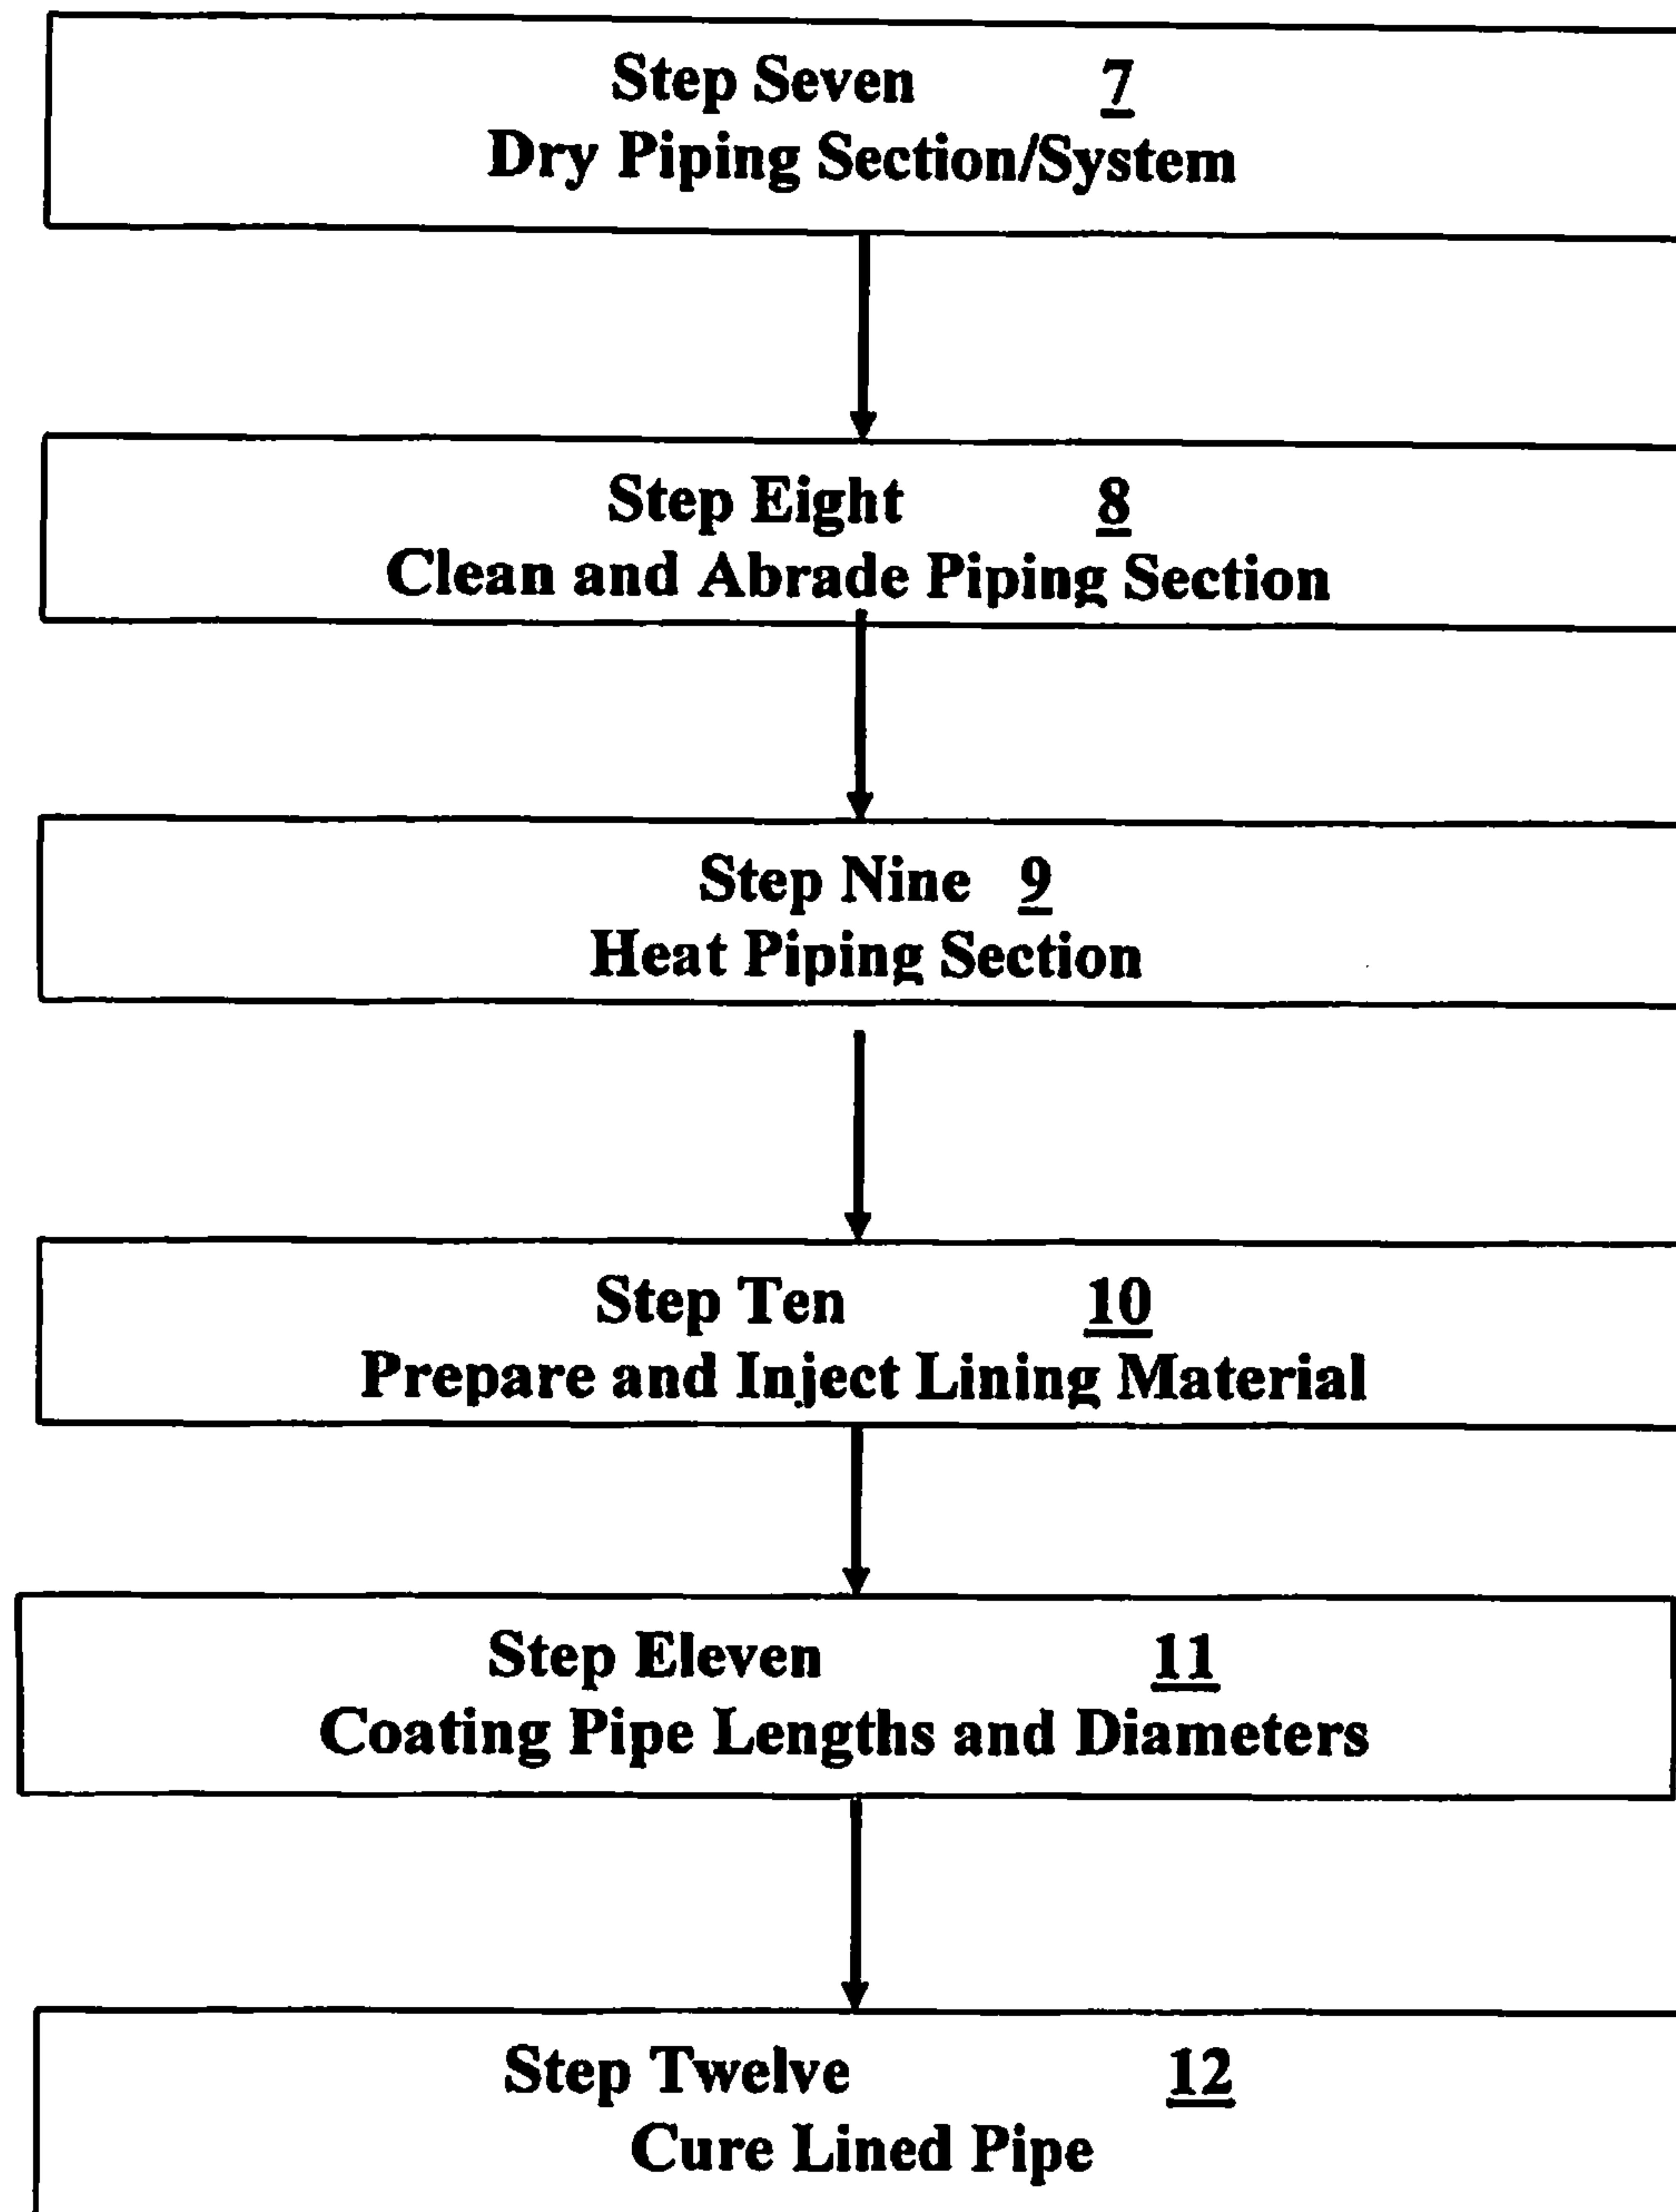 Step Seven 7
Dry Piping Section/System
Step Eight 8
Clean and Abrade Piping Section
Step Nine 9
Heat Piping Section
Step Ten 10
Prepare and Inject Lining Material
Step Eleven 11
Coating Pipe Lengths and Diameters
Step Twelve 12
Cure Lined Pipe